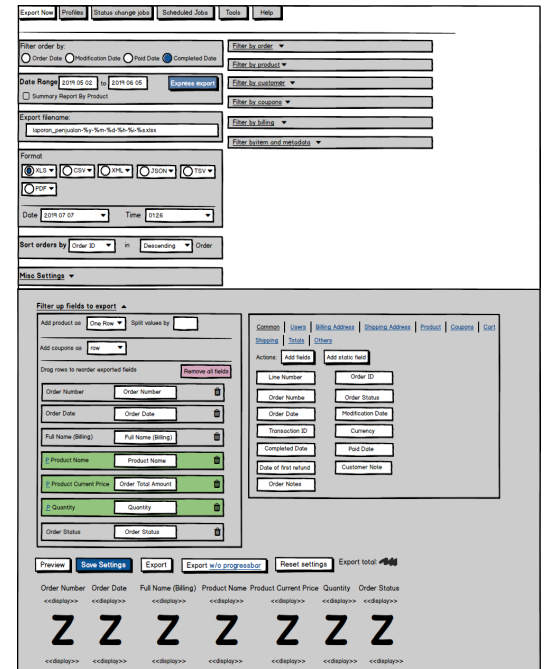 Export Now Profiles Status change jobs Scheduled Jobs Tools Help
Filter order by:
Order Date Modification Date Paid Date Completed Date
Date Range 2019 05 02 to 2019 06 05 Express export
Summary Report By Product
Export filename:
laporan_penjualan-%y-%m-%d-%h-%i-%s.xlsx
Format
XLS CSV XML JSON TSV
PDF
Date 2019 07 07 Time 01:26
Sort orders by Order ID in Descending Order
Misc Settings
Filter by order
Filter by product
Filter by customer
Filter by coupons
Filter by billing
Filter byitem and metadata
Filter up fields to export
Add product as One Row Split values by
Add coupons as row
Drag rows to reorder exported fields Remove all fields
Order Number Order Number
Order Date Order Date
Full Name (Billing) Full Name (Billing)
P Product Name Product Name
P Product Current Price Order Total Amount
P Quantity Quantity
Order Status Order Status
Common Users Billing Address Shipping Address Product Coupons Cart
Shipping Totals Others
Actions: Add fields Add static field
Line Number Order ID
Order Numbe Order Status
Order Date Modification Date
Transaction ID Currency
Completed Date Paid Date
Date of first refund Customer Note
Order Notes
Preview Save Settings Export Export w/o progressbar Reset settings Export total:
Order Number Order Date Full Name (Billing) Product Name Product Current Price Quantity Order Status
<<display>> <<display>> <<display>> <<display>> <<display>> <<display>> <<display>>
Z Z Z Z Z Z Z
<<display>> <<display>> <<display>> <<display>> <<display>> <<display>> <<display>>